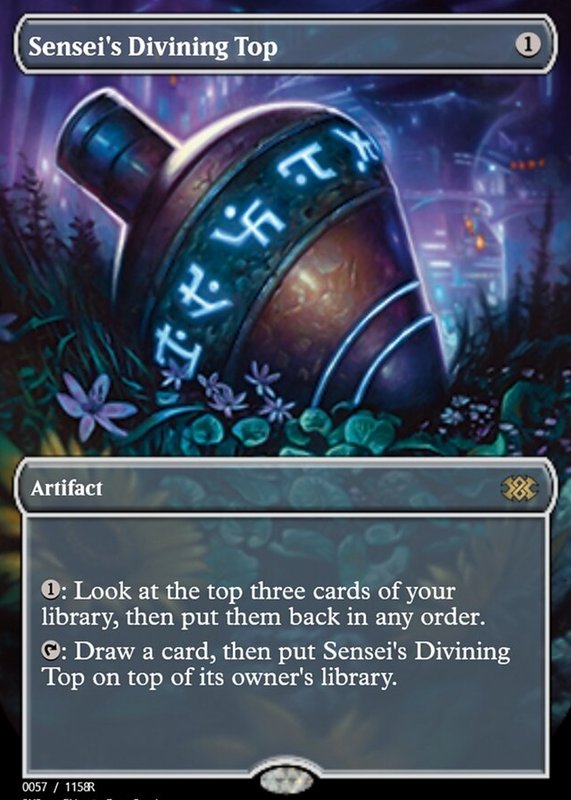 Sensei's Divining Top
1
Artifact
1: Look at the top three cards of your
library, then put them back in any order.
: Draw a card, then put Sensei's Divining
Top on top of its owner's library.
0057 / 1158R